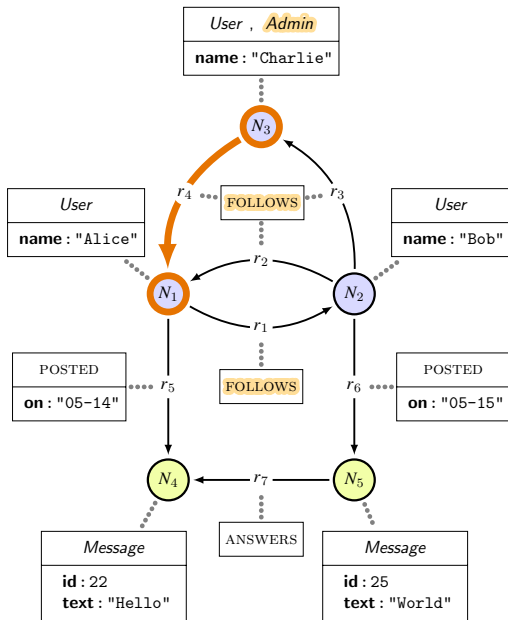 User , Admin
name : "Charlie"
N3
r4
FOLLOWS
r3
User
name : "Alice"
User
name : "Bob"
r2
N1
N2
r1
POSTED
on : "05-14"
r5
FOLLOWS
r6
POSTED
on : "05-15"
N4
r7
N5
ANSWERS
Message
id : 22
text : "Hello"
Message
id : 25
text : "World"